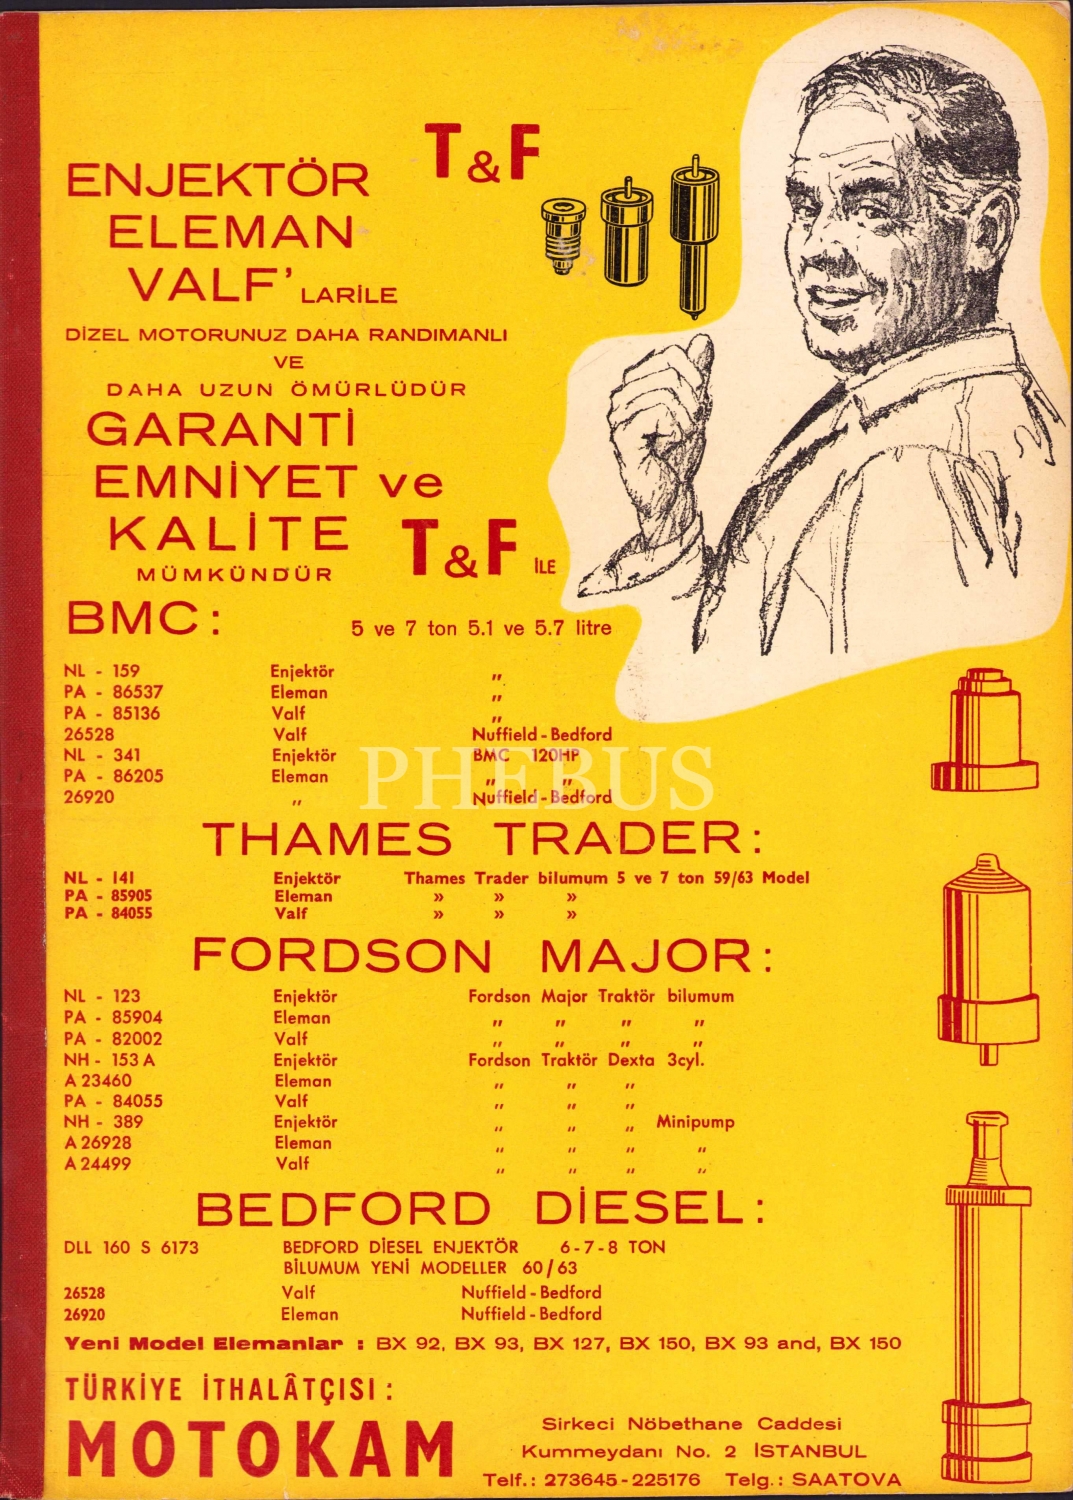 T&F
ENJEKTÖR
ELEMAN
VALF' LARİLE
DİZEL MOTORUNUZ DAHA RANDIMANLI
VE
DAHA UZUN ÖMÜRLÜDÜR
GARANTİ
EMNİYET ve
KALİTE T&F İLE
MÜMKÜNDÜR
BMC: 5 ve 7 ton 5.1 ve 5.7 litre
NL - 159 Enjektör "
PA - 86537 Eleman "
PA - 85136 Valf "
26528 Valf Nuffield - Bedford
NL - 341 Enjektör BMC 120HP
PA - 86205 Eleman " "
26920 " Nuffield - Bedford
PHEBUS
THAMES TRADER:
NL - 141 Enjektör Thames Trader bilumum 5 ve 7 ton 59/63 Model
PA - 85905 Eleman » » »
PA - 84055 Valf » » »
FORDSON MAJOR:
NL - 123 Enjektör Fordson Major Traktör bilumum
PA - 85904 Eleman " " " "
PA - 82002 Valf " " " "
NH - 153 A Enjektör Fordson Traktör Dexta 3cyl.
A 23460 Eleman " " "
PA - 84055 Valf " " "
NH - 389 Enjektör " " " Minipump
A 26928 Eleman " " " "
A 24499 Valf " " " "
BEDFORD DİESEL:
DLL 160 S 6173 BEDFORD DİESEL ENJEKTÖR 6-7-8 TON
BİLUMUM YENİ MODELLER 60/63
26528 Valf Nuffield - Bedford
26920 Eleman Nuffield - Bedford
Yeni Model Elemanlar : BX 92, BX 93, BX 127, BX 150, BX 93 and, BX 150
TÜRKİYE İTHALÂTÇISI:
MOTOKAM
Sirkeci Nöbethane Caddesi
Kummeydanı No. 2 İSTANBUL
Telf.: 273645-225176 Telg.: SAATOVA